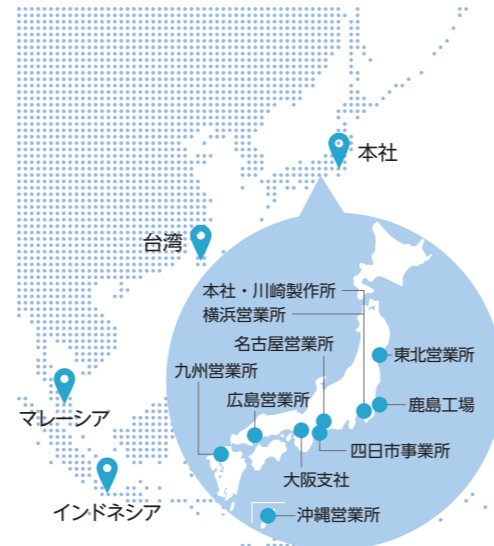 本社
台湾
本社・川崎製作所
横浜営業所
名古屋営業所
東北営業所
九州営業所
広島営業所
鹿島工場
マレーシア
四日市事業所
大阪支社
インドネシア
沖縄営業所